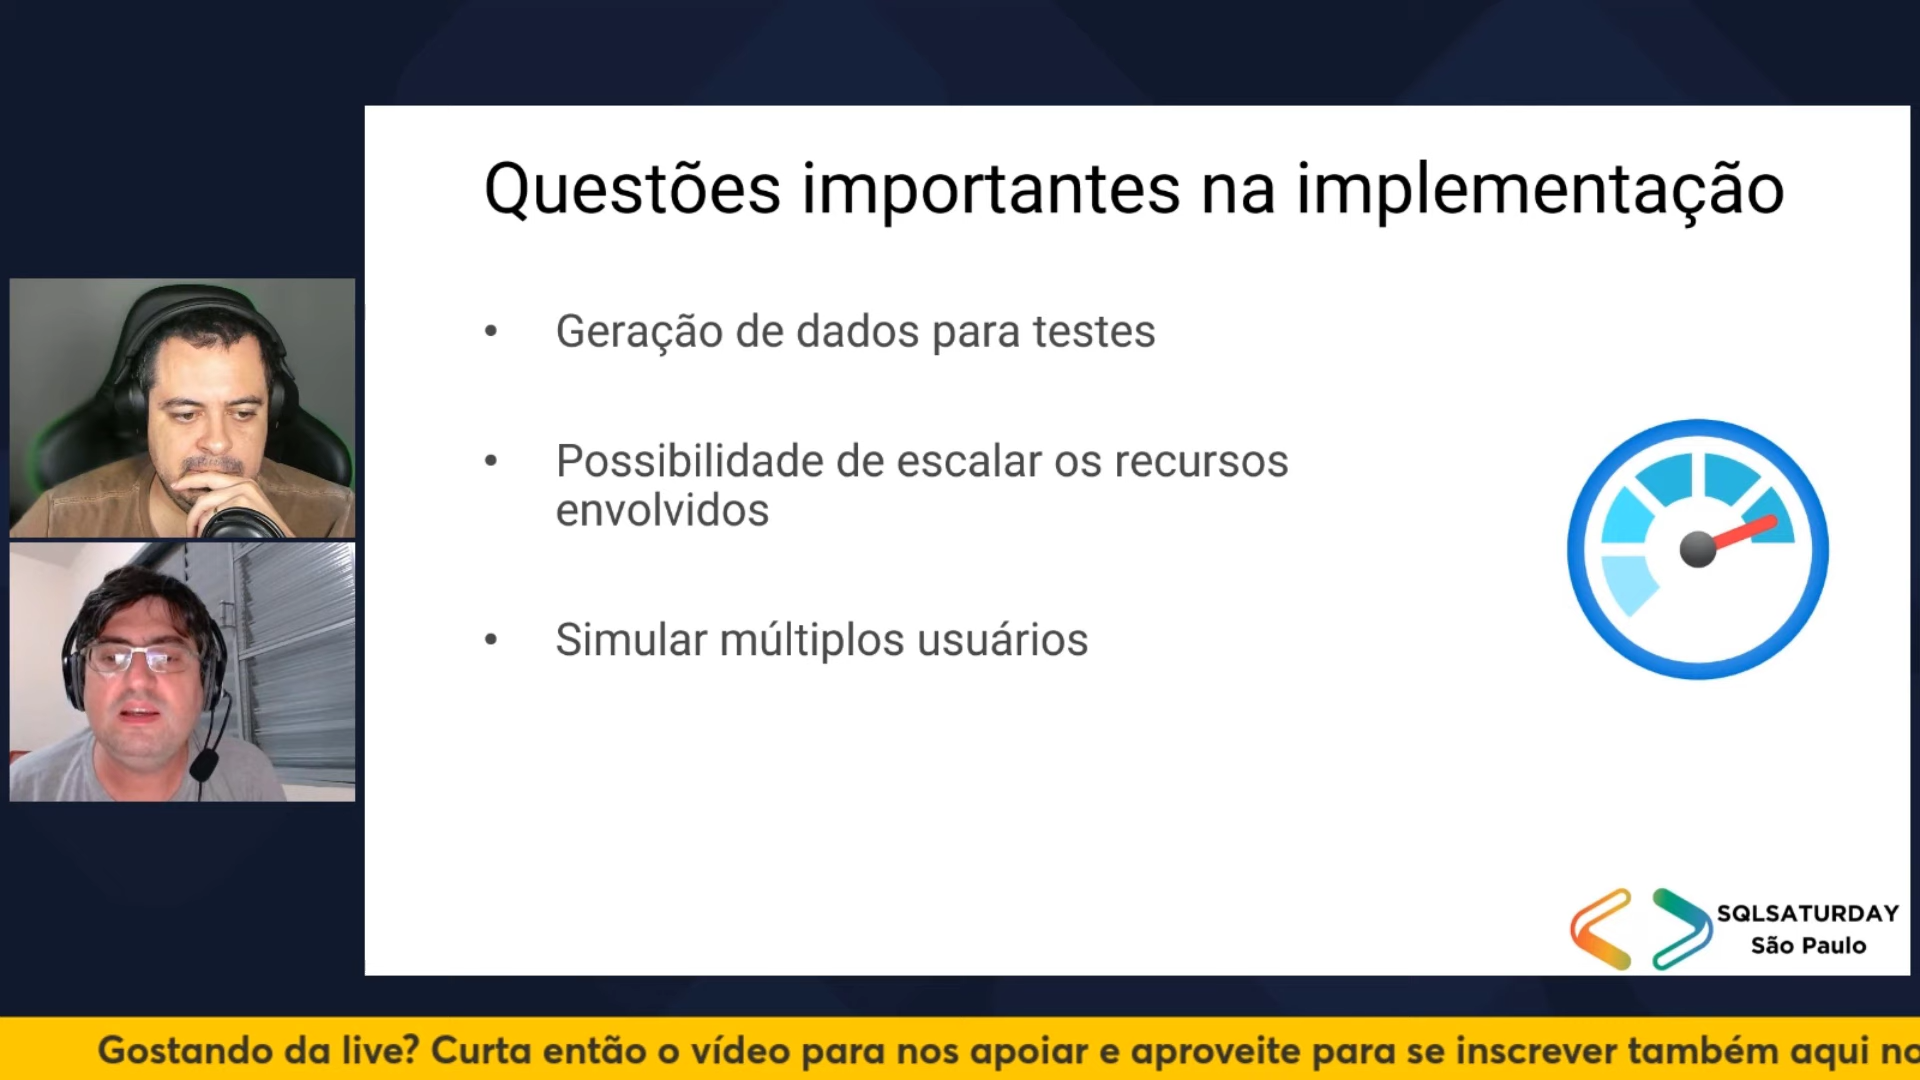 Questões importantes na implementação
• Geração de dados para testes
• Possibilidade de escalar os recursos
envolvidos
• Simular múltiplos usuários
SQLSATURDAY
São Paulo
Gostando da live? Curta então o vídeo para nos apoiar e aproveite para se inscrever também aqui no